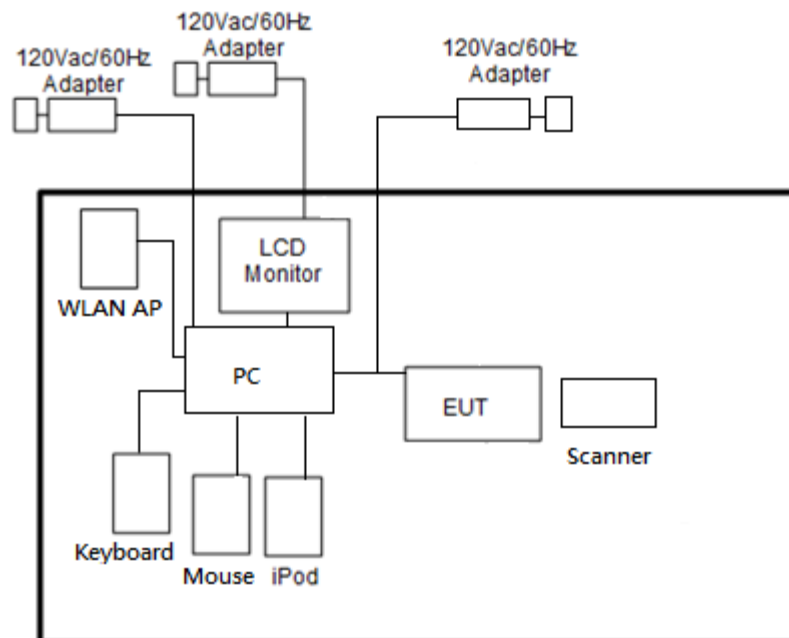 120Vac/60Hz
Adapter
120Vac/60Hz
Adapter
120Vac/60Hz
Adapter
LCD
Monitor
WLAN AP
PC
EUT
Scanner
Keyboard
Mouse
iPod